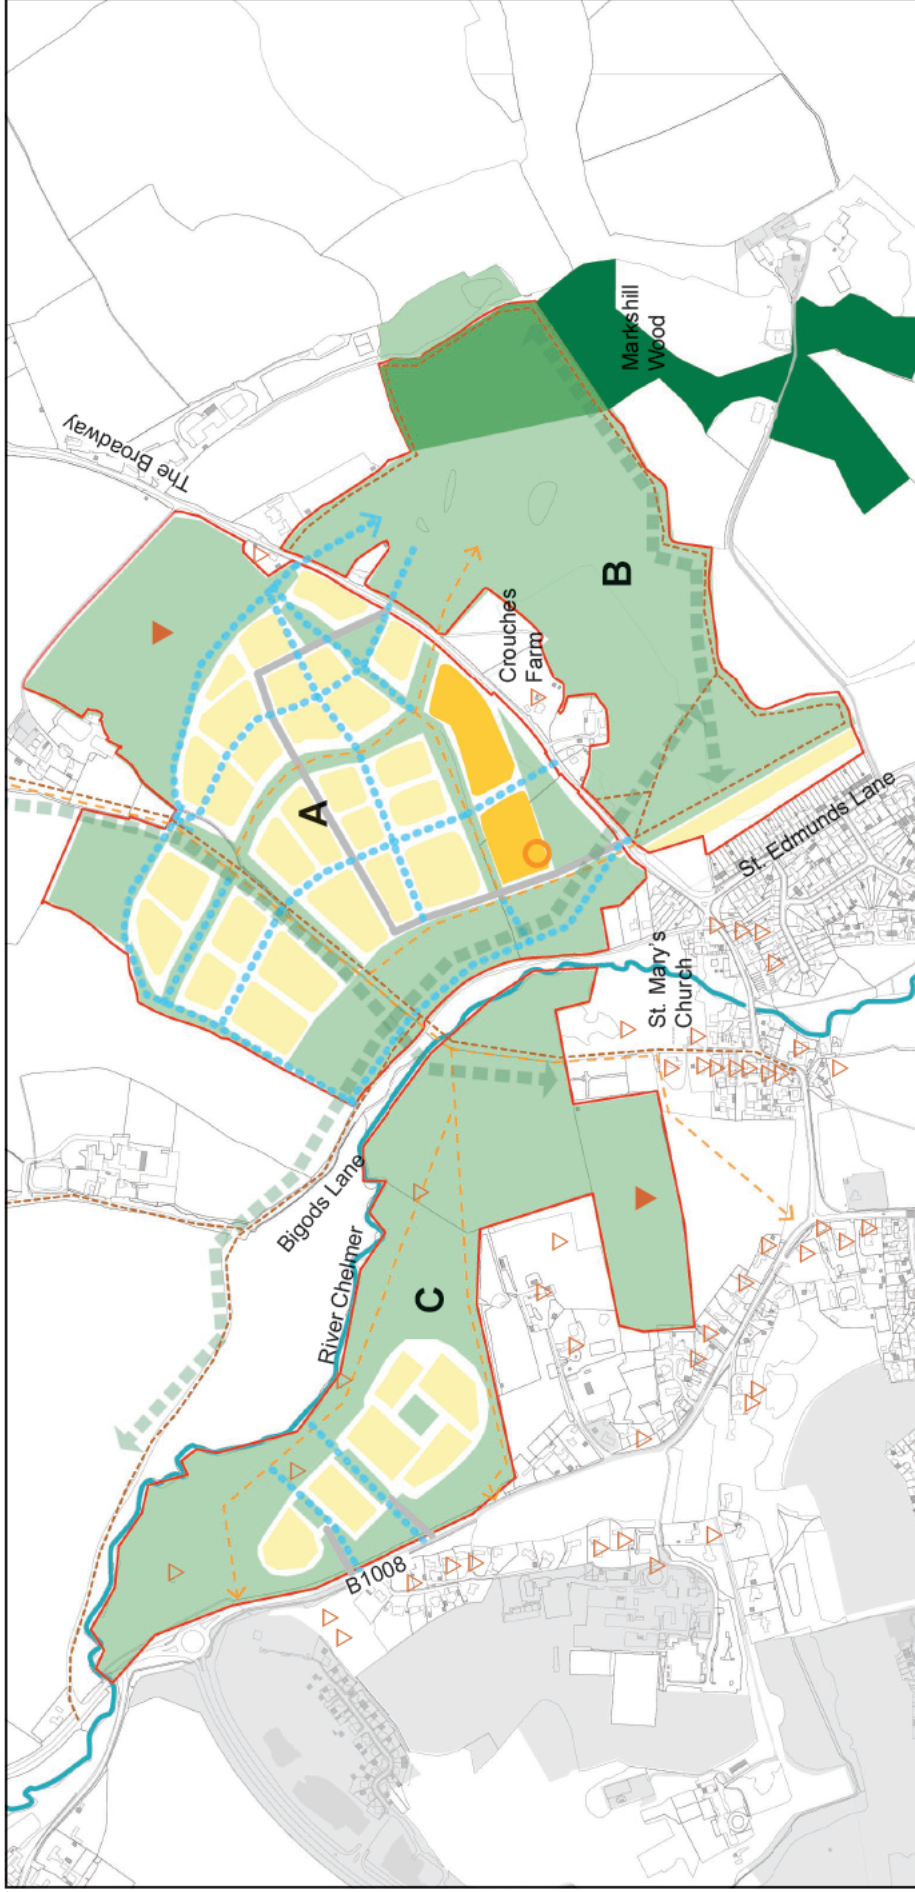 The Broadway
Markshill
Wood
A
B
Crouches
Farm
St. Edmunds Lane
St. Mary's
Church
Bigods Lane
River Chelmer
C
B1008